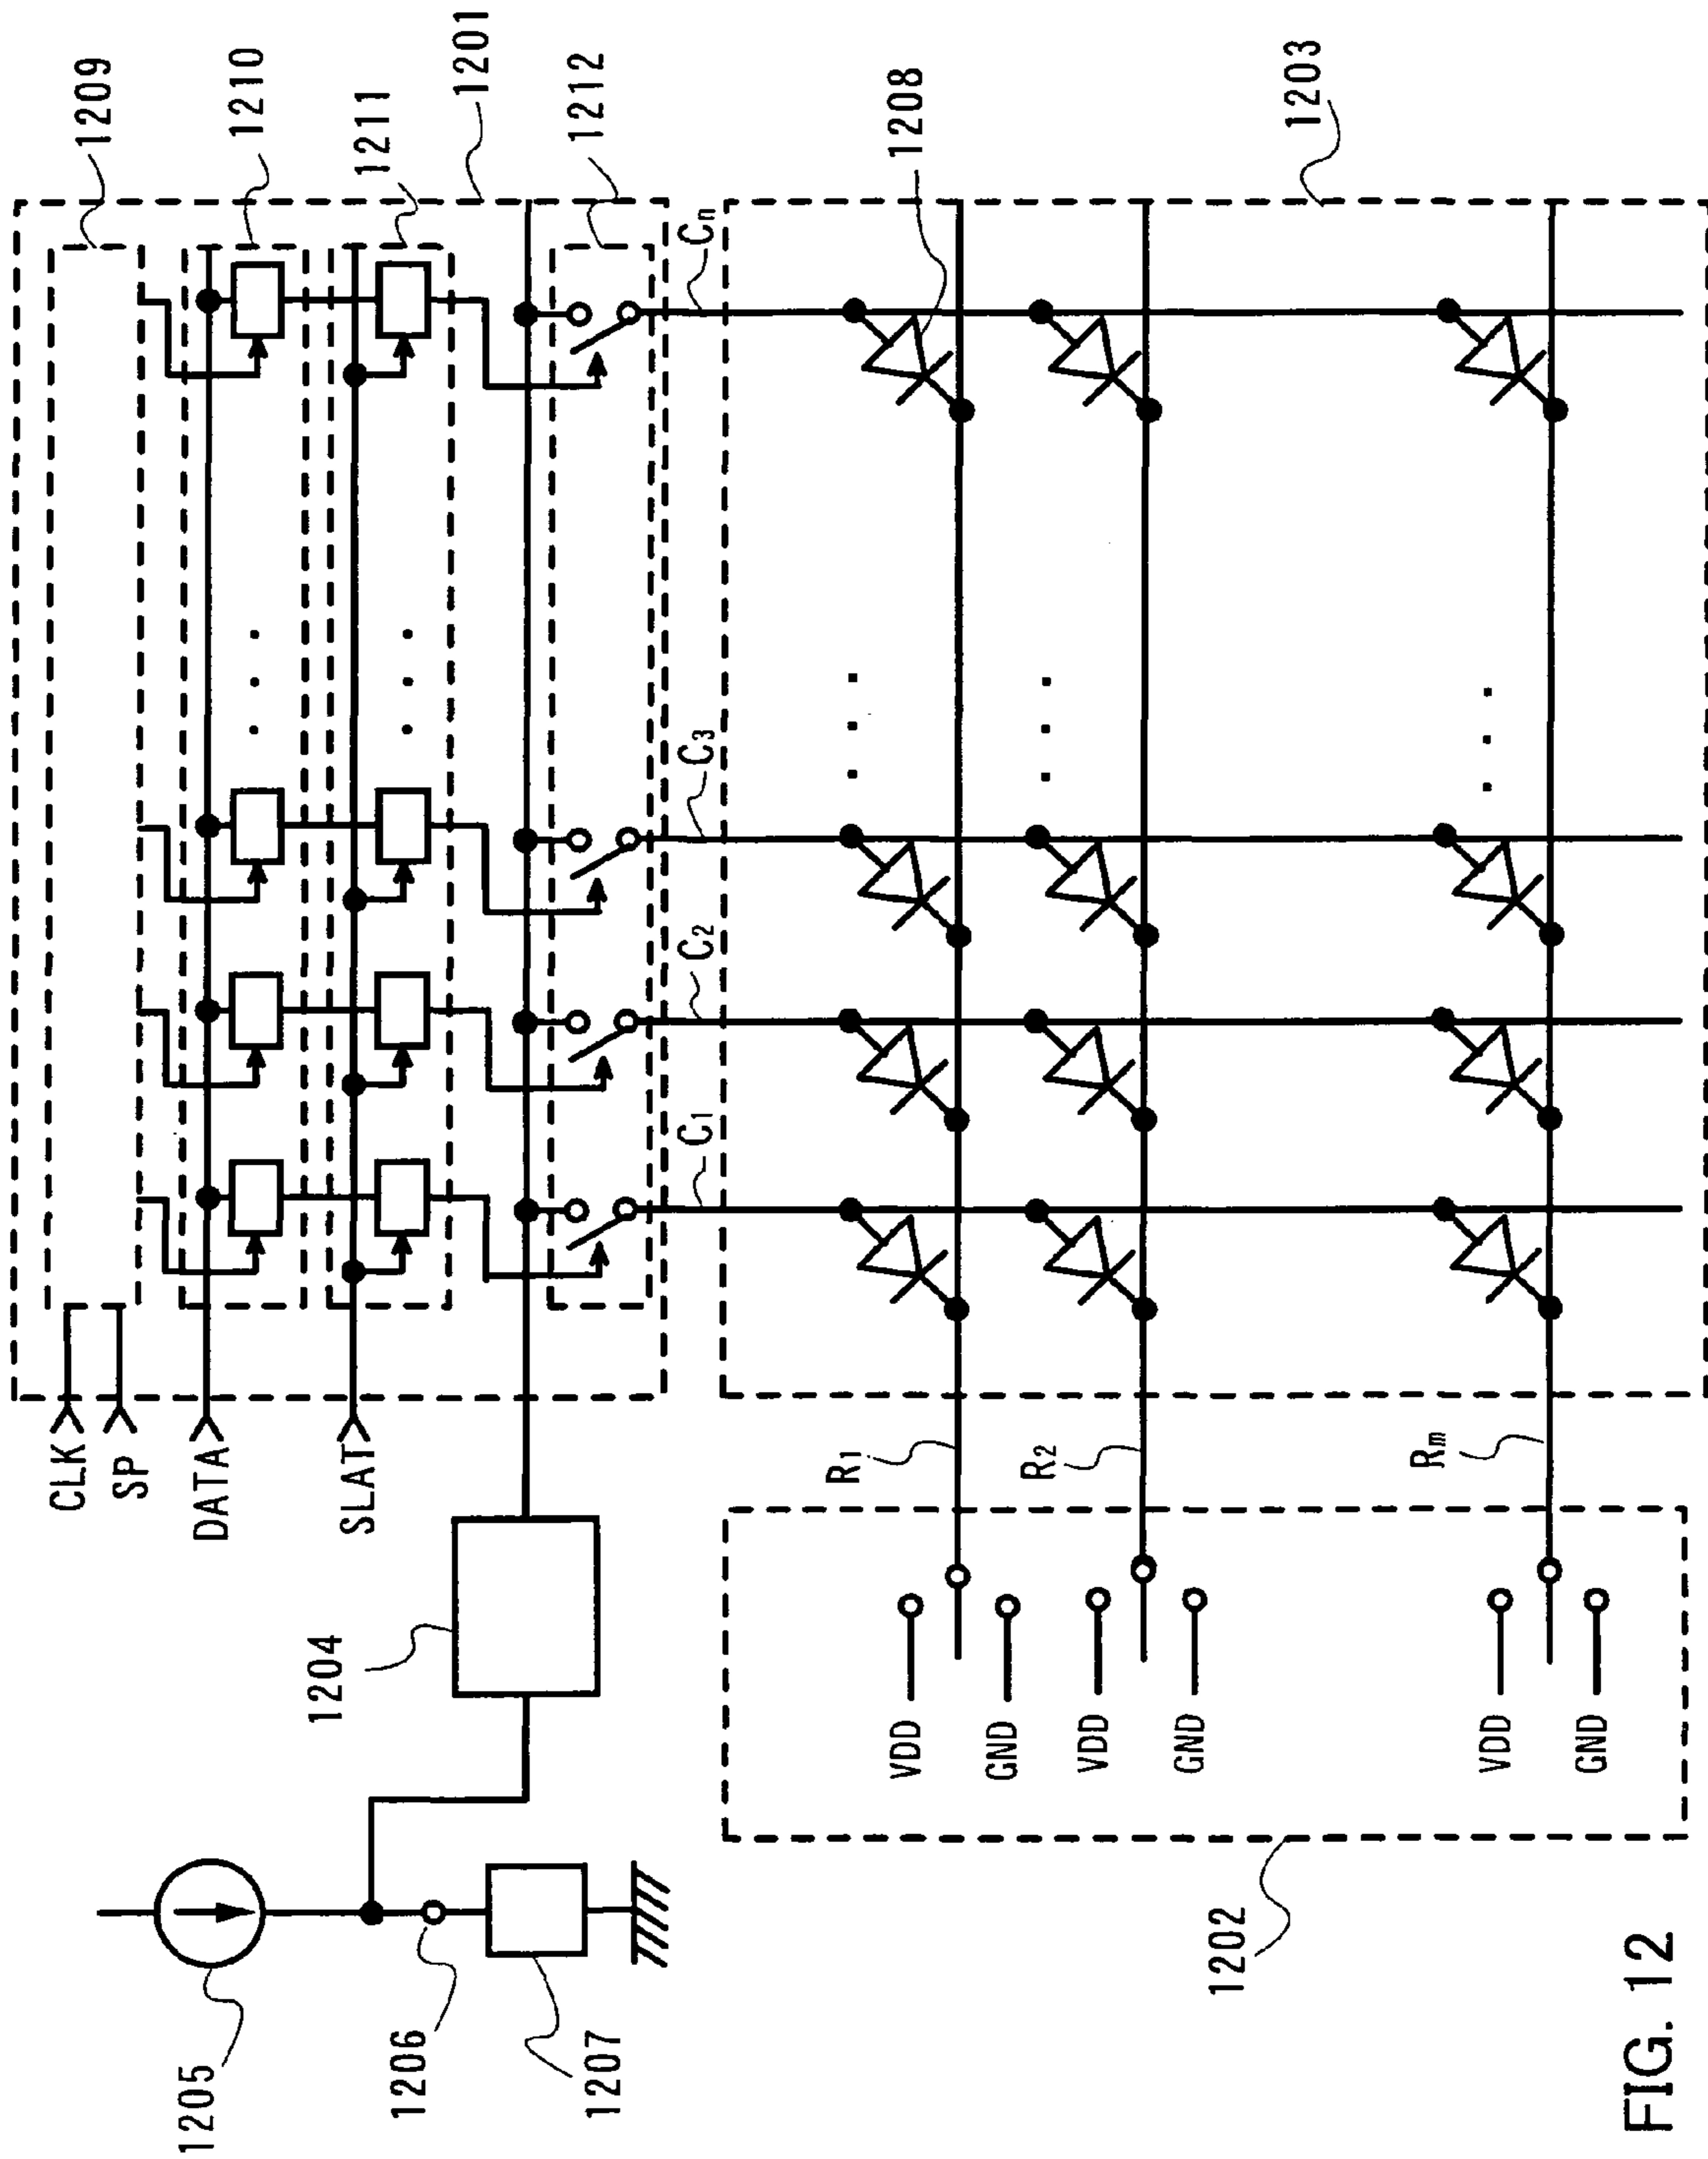 1205
1206
1207
1204
CLK
SP
DATA
SLAT
1209
1210
1211
1201
1212
C1
C2
C3
Cn
1208
1203
R1
R2
Rm
VDD
GND
VDD
GND
VDD
GND
1202
FIG. 12